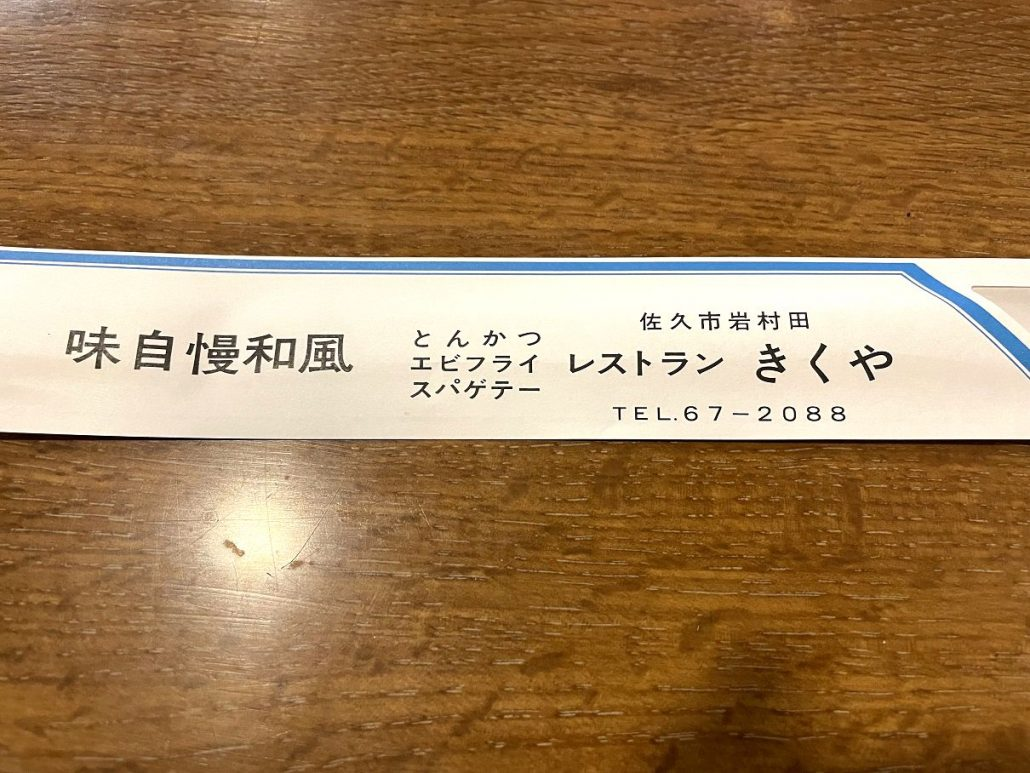 味自慢和風
とんかつ
エビフライ
スパゲテー
佐久市岩村田
レストラン きくや
TEL.67-2088